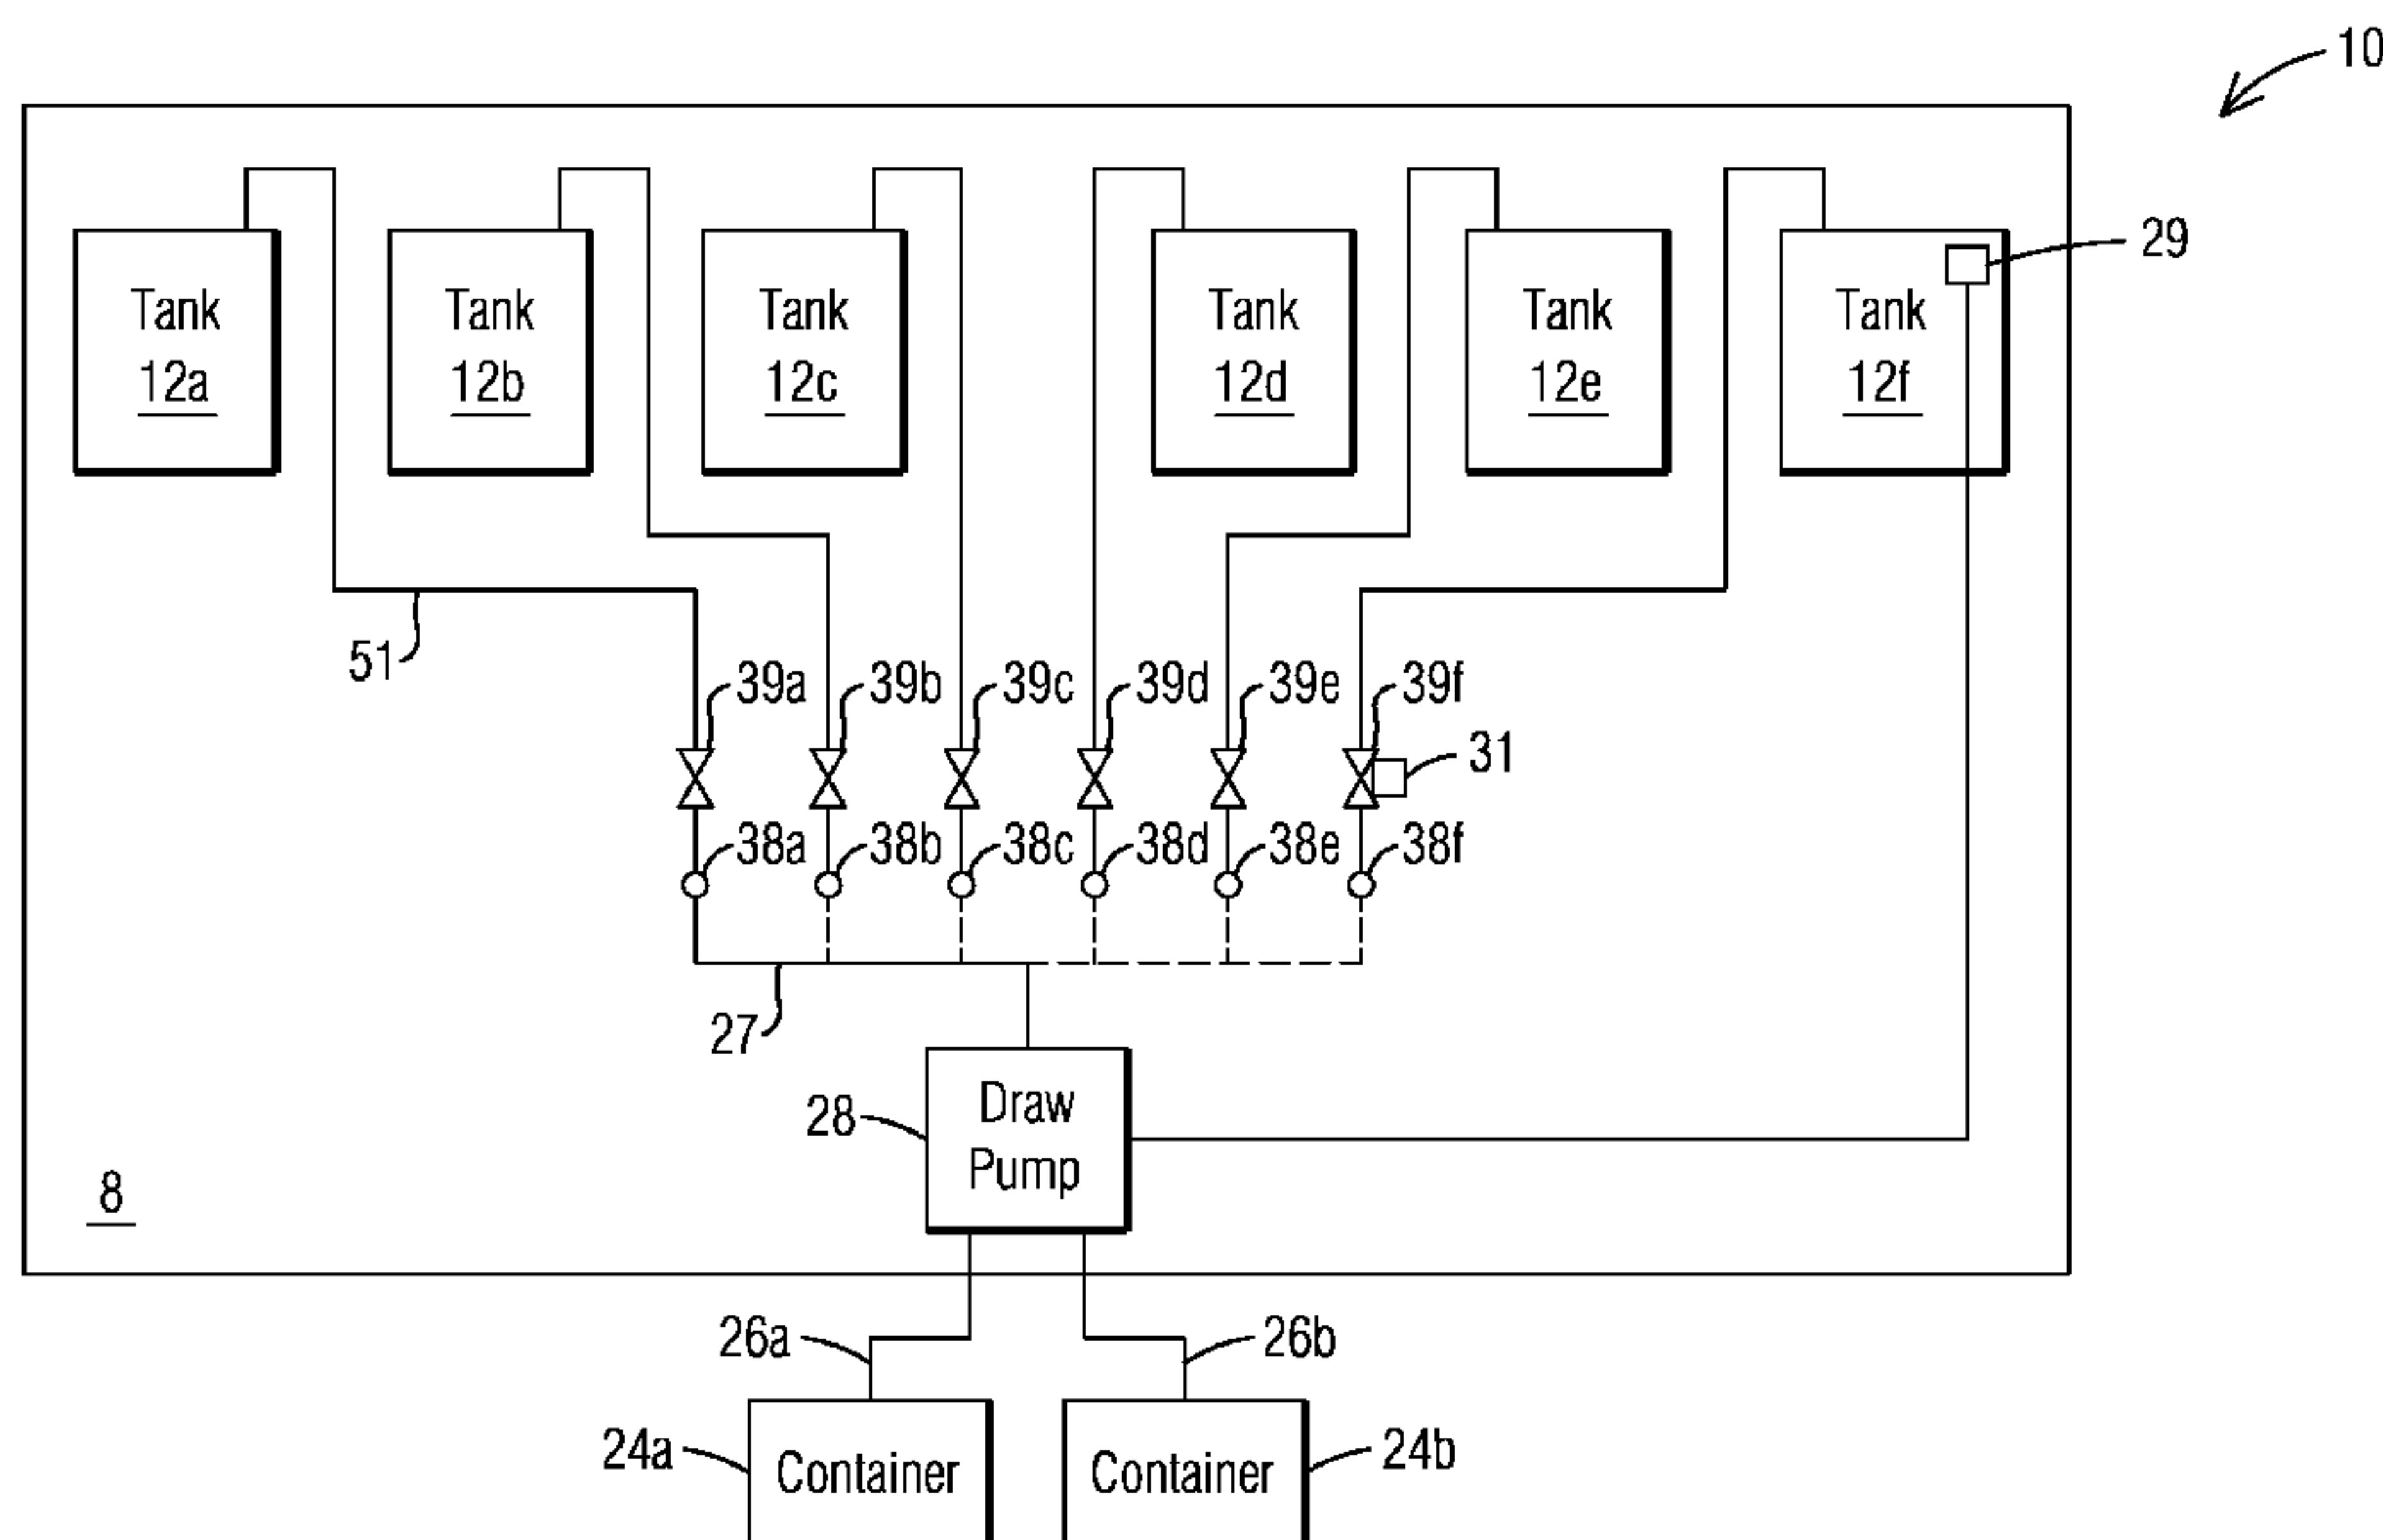 10
29
Tank
12a
Tank
12b
Tank
12c
Tank
12d
Tank
12e
Tank
12f
51
39a
39b
39c
39d
39e
39f
31
38a
38b
38c
38d
38e
38f
27
28
Draw
Pump
8
26a
26b
24a
Container
Container
24b